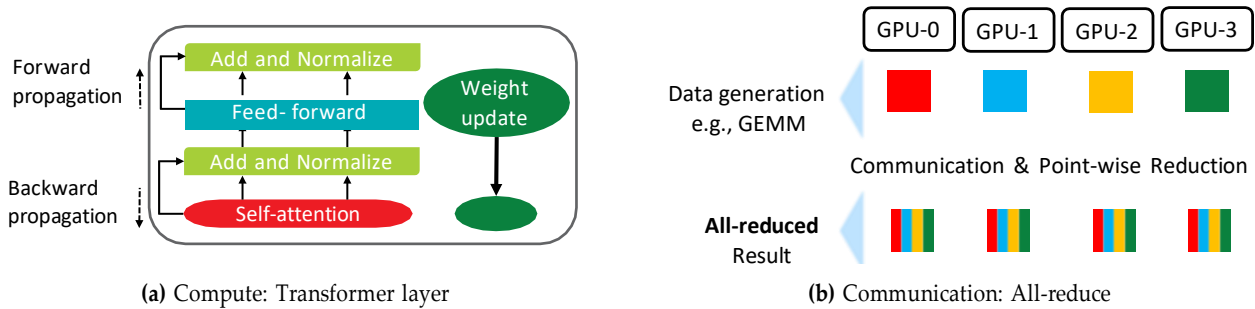 Forward
propagation
Backward
propagation
Add and Normalize
Feed- forward
Add and Normalize
Self-attention
Weight
update
(a) Compute: Transformer layer
GPU-0 GPU-1 GPU-2 GPU-3
Data generation
e.g., GEMM
Communication & Point-wise Reduction
All-reduced
Result
(b) Communication: All-reduce